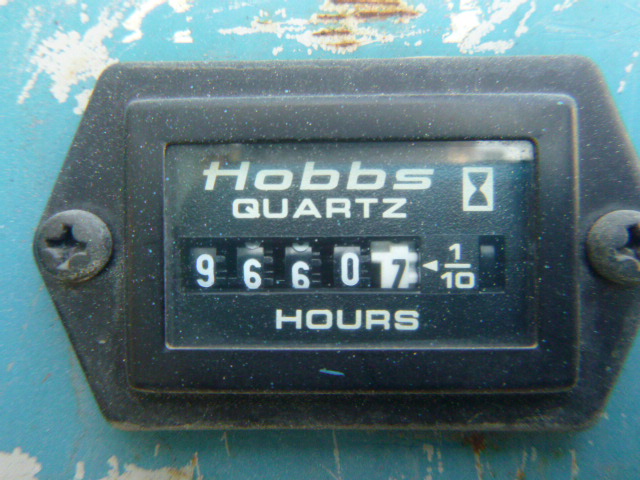 Hobbs
QUARTZ
96607 ◄ 1/10
HOURS